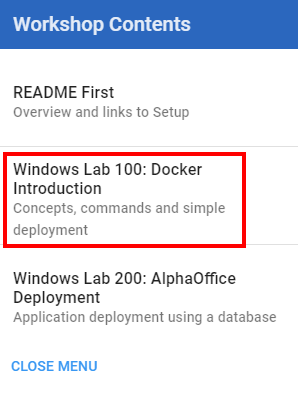 Workshop Contents
README First
Overview and links to Setup
Windows Lab 100: Docker
Introduction
Concepts, commands and simple
deployment
Windows Lab 200: AlphaOffice
Deployment
Application deployment using a database
CLOSE MENU